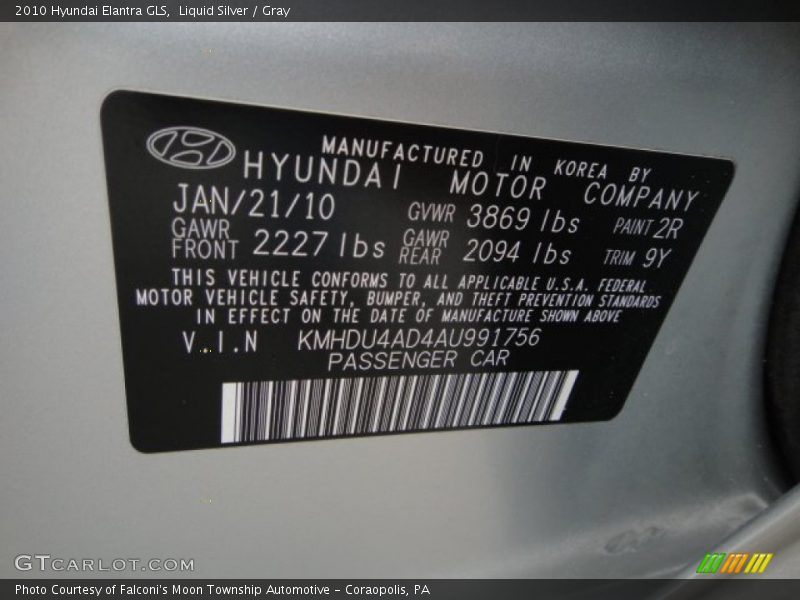 2010 Hyundai Elantra GLS,  Liquid Silver / Gray
MANUFACTURED IN KOREA BY
HYUNDAI MOTOR COMPANY
JAN/21/10 GVWR 3869 lbs PAINT 2R
GAWR FRONT 2227 lbs GAWR REAR 2094 lbs TRIM 9Y
THIS VEHICLE CONFORMS TO ALL APPLICABLE U.S.A. FEDERAL
MOTOR VEHICLE SAFETY, BUMPER, AND THEFT PREVENTION STANDARDS
IN EFFECT ON THE DATE OF MANUFACTURE SHOWN ABOVE
V.I.N KMHDU4AD4AU991756
PASSENGER CAR
GTCARLOT.COM
Photo Courtesy of Falconi's Moon Township Automotive – Coraopolis, PA